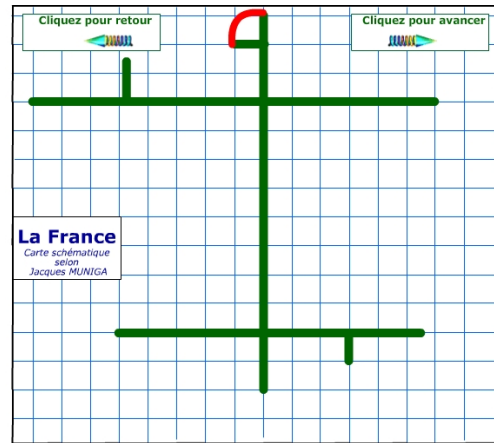 Cliquez pour retour
Cliquez pour avancer
La France
Carte schématique
selon
Jacques MUNIGA